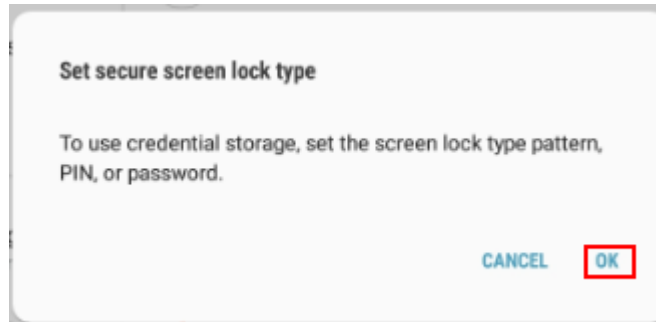 Set secure screen lock type
To use credential storage, set the screen lock type pattern,
PIN, or password.
CANCEL OK